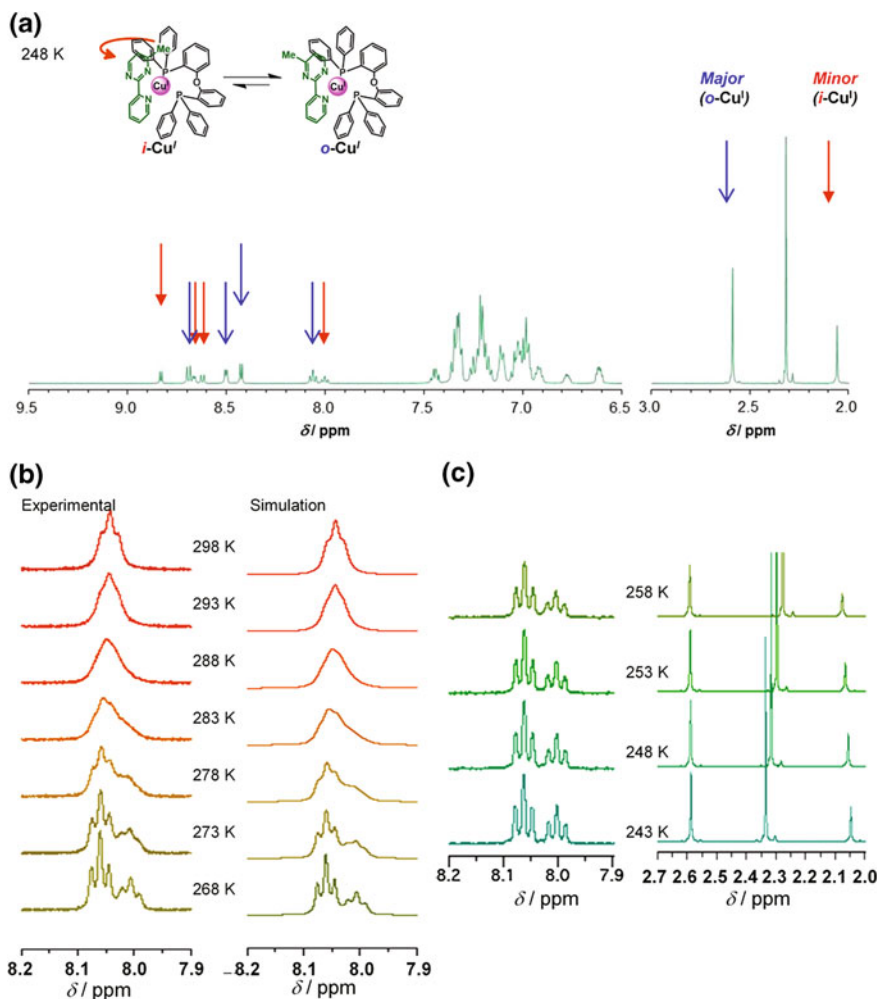 (a)
248 K
Me
N
N
N
P
Cu^I
P
O
i-Cu^I
Me
N
N
N
P
Cu^I
P
O
o-Cu^I
Major
(o-Cu^I)
Minor
(i-Cu^I)
9.5 9.0 8.5 8.0 7.5 7.0 6.5
δ/ ppm
3.0 2.5 2.0
δ/ ppm
(b)
Experimental
Simulation
298 K
293 K
288 K
283 K
278 K
273 K
268 K
8.2 8.1 8.0 7.9
δ / ppm
8.2 8.1 8.0 7.9
δ / ppm
(c)
258 K
253 K
248 K
243 K
8.2 8.1 8.0 7.9
δ / ppm
2.7 2.6 2.5 2.4 2.3 2.2 2.1 2.0
δ / ppm